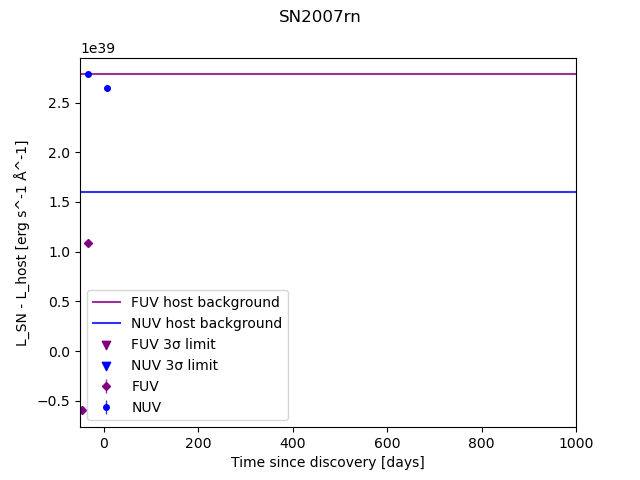 SN2007rn
1e39
2.5
2.0
1.5
1.0
0.5
0.0
−0.5
L_SN - L_host [erg s^-1 Å^-1]
FUV host background
NUV host background
FUV 3σ limit
NUV 3σ limit
FUV
NUV
0 200 400 600 800 1000
Time since discovery [days]